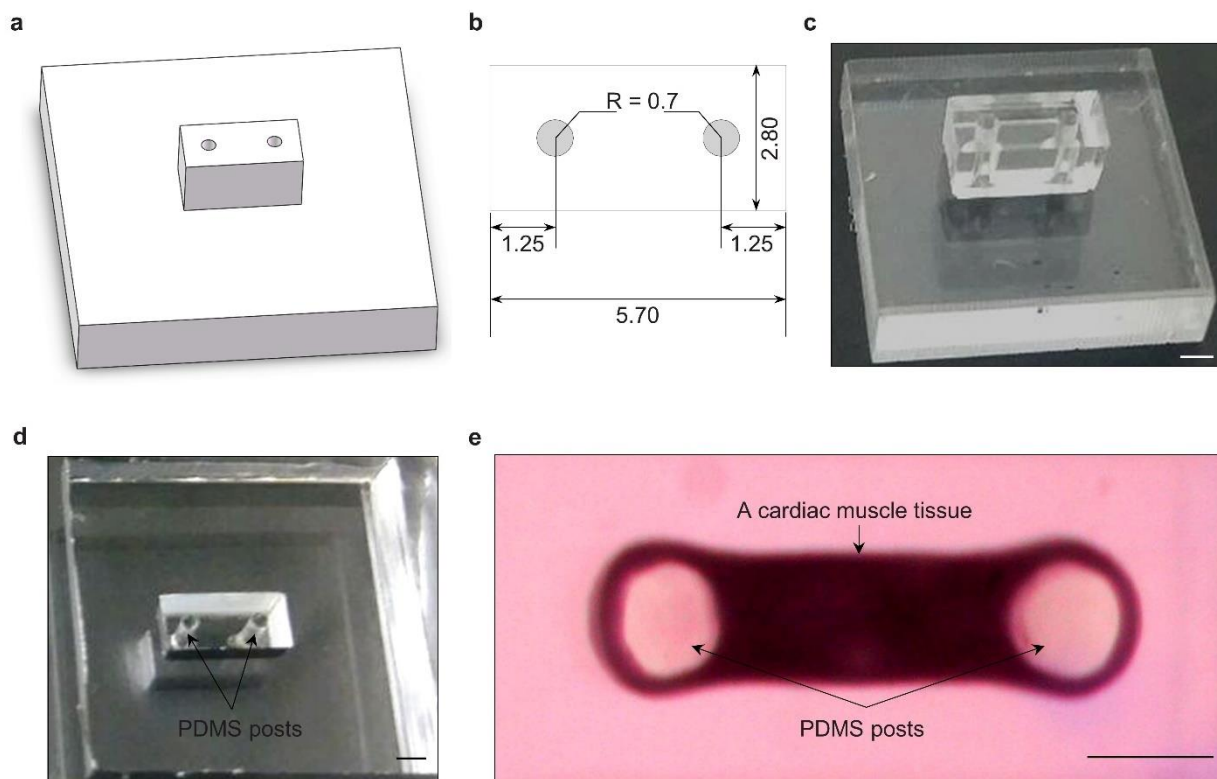 a
b
c
R = 0.7
2.80
1.25
1.25
5.70
d
e
A cardiac muscle tissue
PDMS posts
PDMS posts